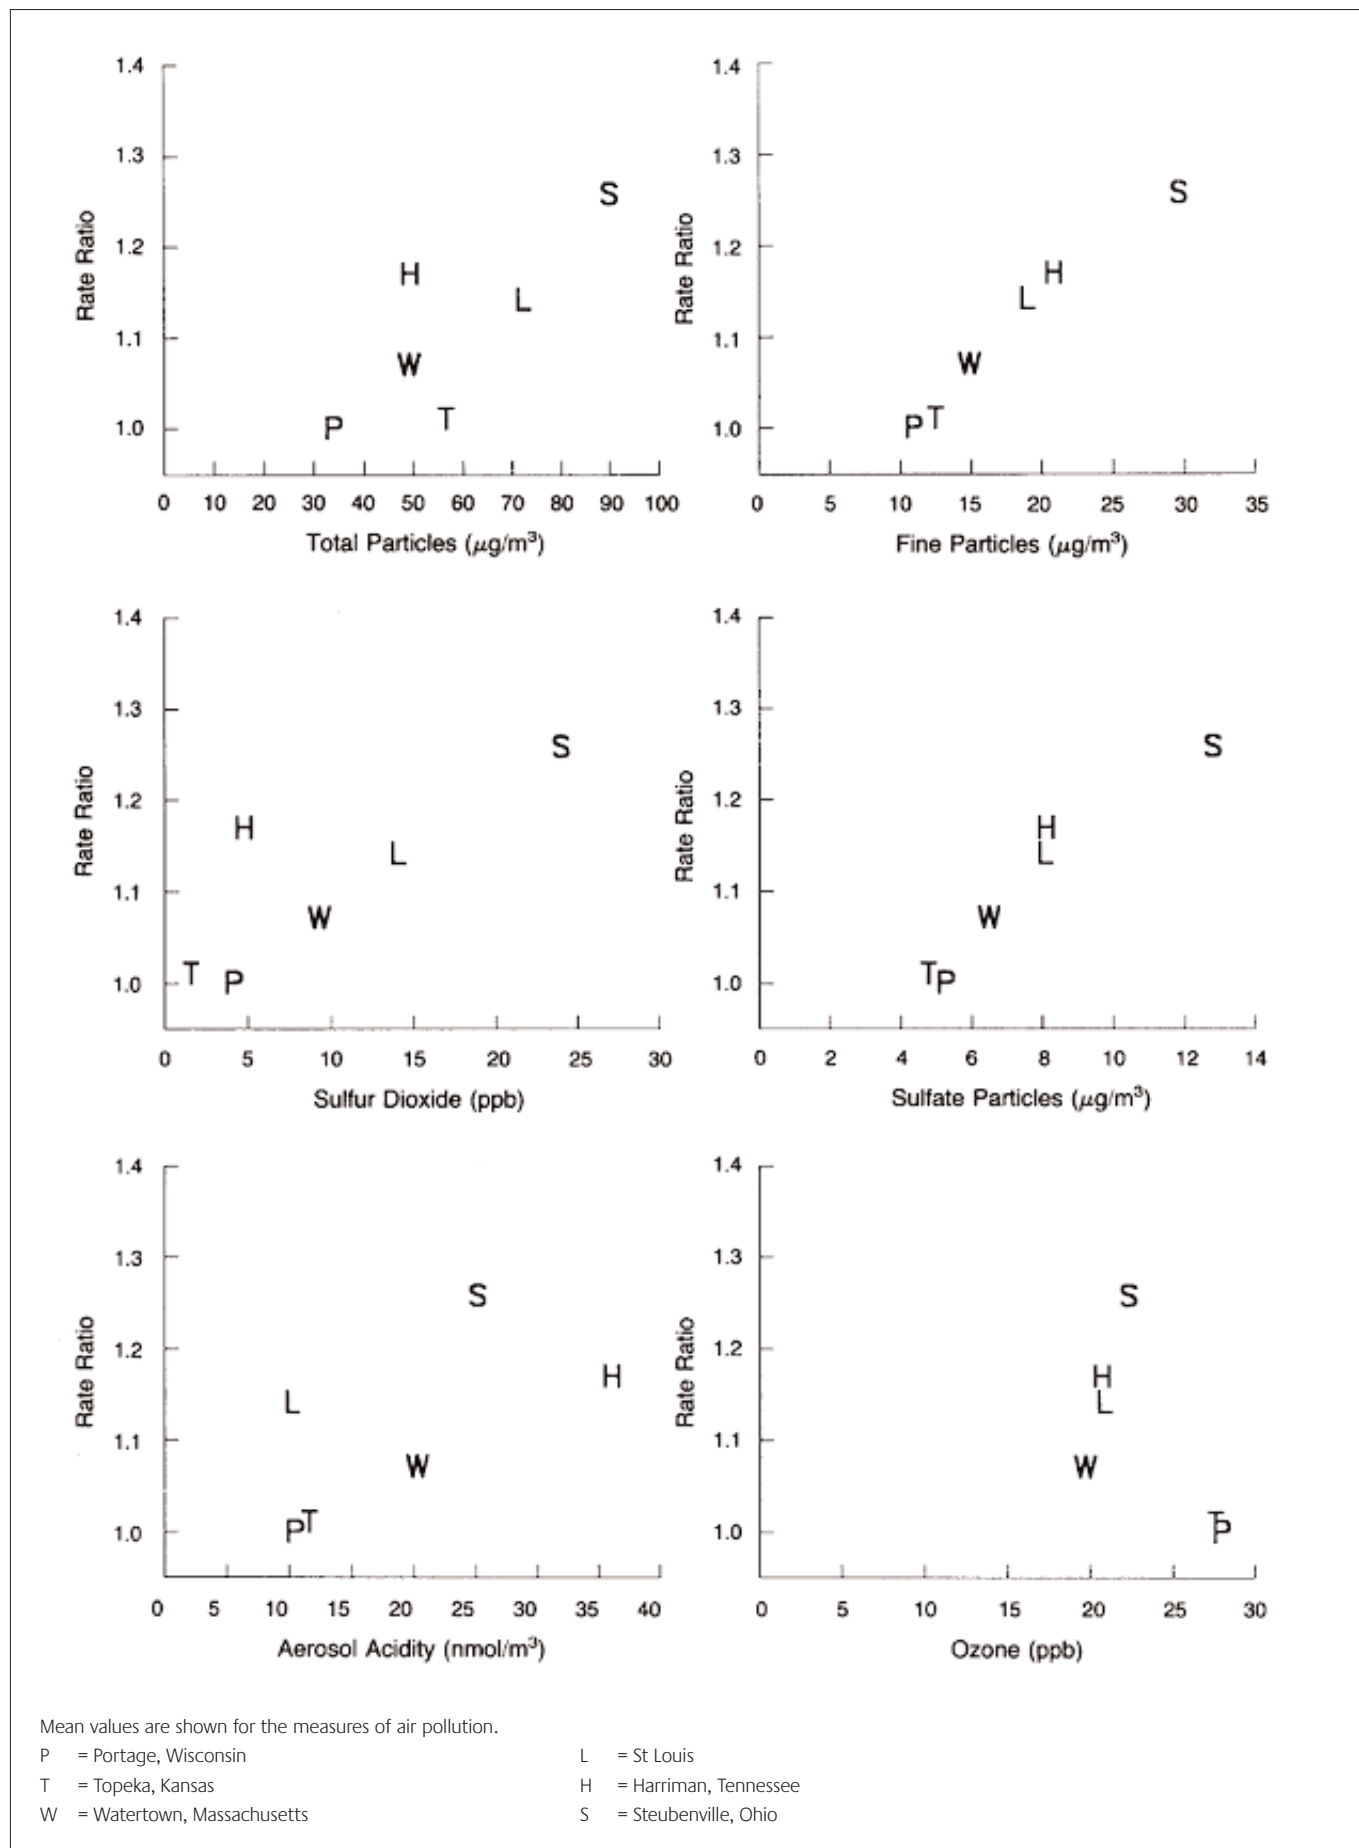 1.4
1.3
1.2
1.1
1.0
Rate Ratio
S
H
L
W
T
P
0 10 20 30 40 50 60 70 80 90 100
Total Particles (μg/m³)
1.4
1.3
1.2
1.1
1.0
Rate Ratio
S
H
L
W
T
P
0 10 15 20 25 30 35
Fine Particles (μg/m³)
1.4
1.3
1.2
1.1
1.0
Rate Ratio
S
H
L
W
T
P
0 5 10 15 20 25 30
Sulfur Dioxide (ppb)
1.4
1.3
1.2
1.1
1.0
Rate Ratio
S
H
L
W
T
P
0 2 4 6 8 10 12 14
Sulfate Particles (μg/m³)
1.4
1.3
1.2
1.1
1.0
Rate Ratio
S
H
L
W
T
P
0 5 10 15 20 25 30 35 40
Aerosol Acidity (nmol/m³)
1.4
1.3
1.2
1.1
1.0
Rate Ratio
S
H
L
W
T
P
0 5 10 15 20 25 30
Ozone (ppb)
Mean values are shown for the measures of air pollution.
P = Portage, Wisconsin
T = Topeka, Kansas
W = Watertown, Massachusetts
L = St Louis
H = Harriman, Tennessee
S = Steubenville, Ohio